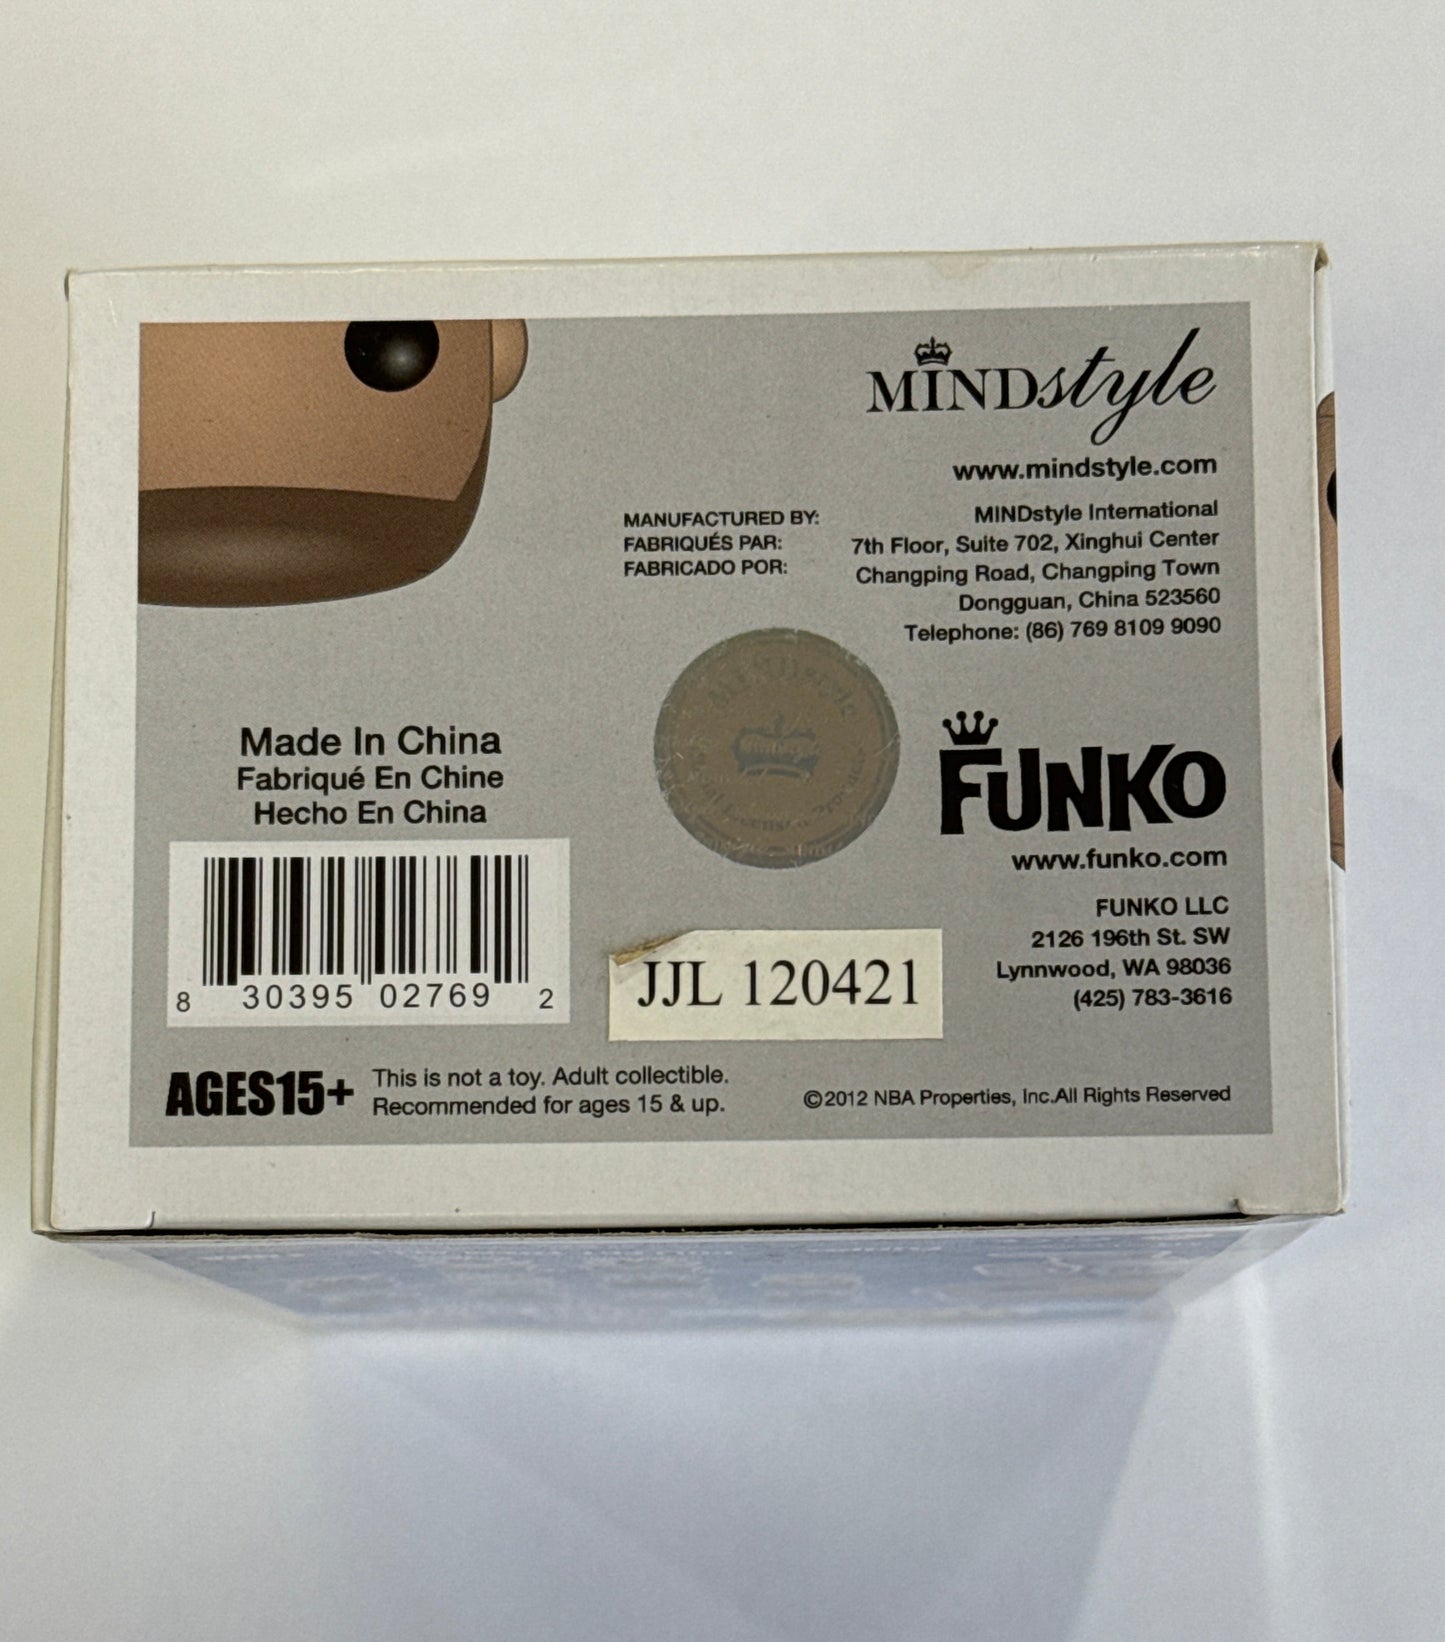 MINDstyle
www.mindstyle.com
MANUFACTURED BY:
FABRIQUÉS PAR:
FABRICADO POR:
MINDstyle International
7th Floor, Suite 702, Xinghui Center
Changping Road, Changping Town
Dongguan, China 523560
Telephone: (86) 769 8109 9090
Made In China
Fabriqué En Chine
Hecho En China
8 30395 02769 2
FUNKO
www.funko.com
FUNKO LLC
2126 196th St. SW
Lynnwood, WA 98036
(425) 783-3616
JJL 120421
AGES15+
This is not a toy. Adult collectible.
Recommended for ages 15 & up.
©2012 NBA Properties, Inc.All Rights Reserved